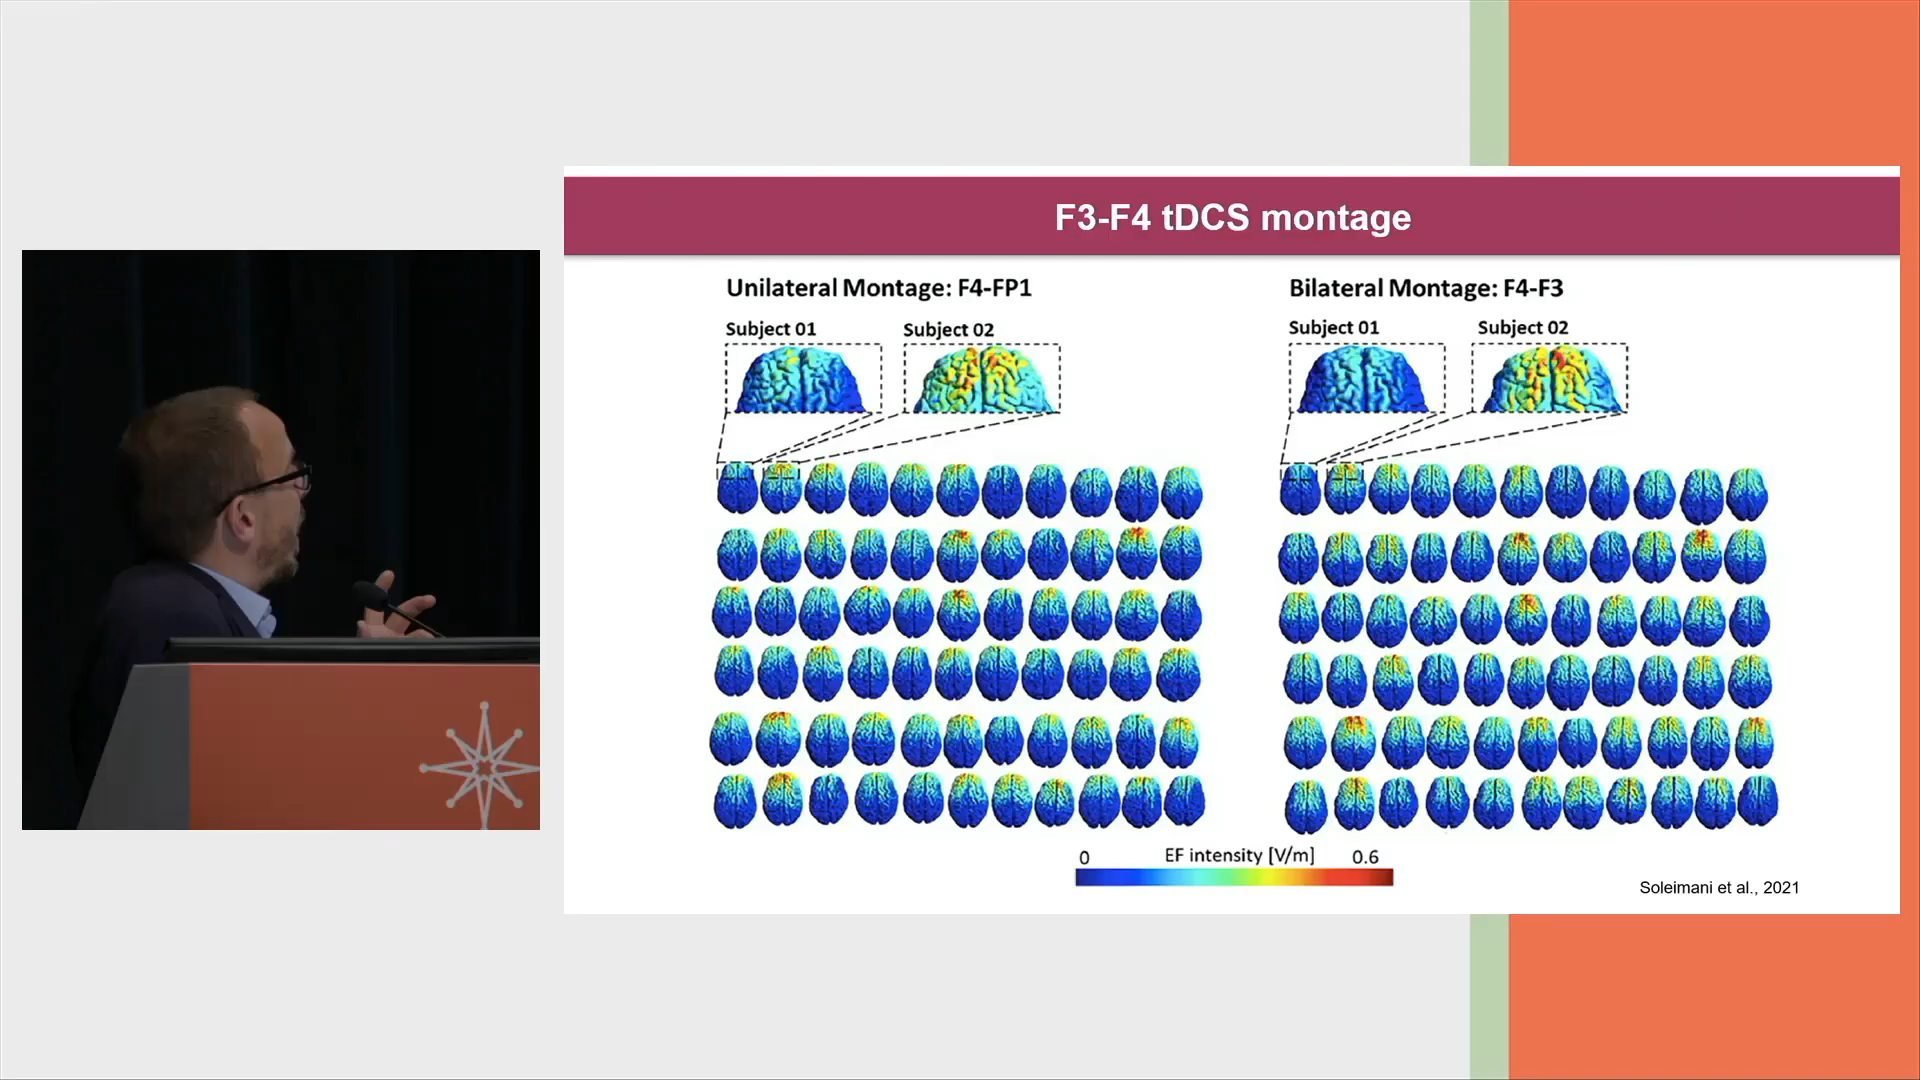 F3-F4 tDCS montage
Unilateral Montage: F4-FP1
Subject 01
Subject 02
Bilateral Montage: F4-F3
Subject 01
Subject 02
0 EF intensity [V/m] 0.6
Soleimani et al., 2021